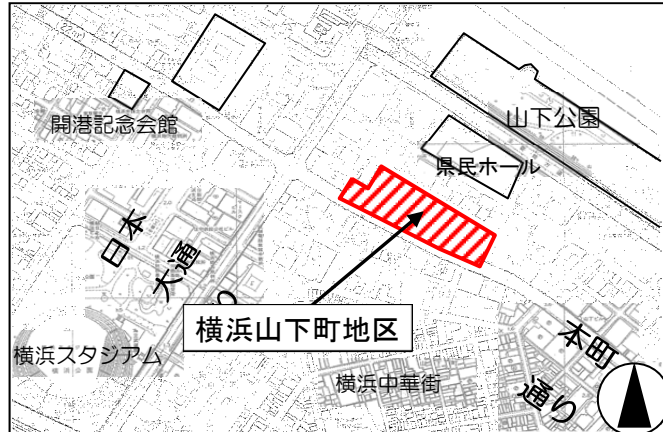 開港記念会館
山下公園
県民ホール
日本
大通
り
横浜山下町地区
横浜スタジアム
横浜中華街
本町
通り